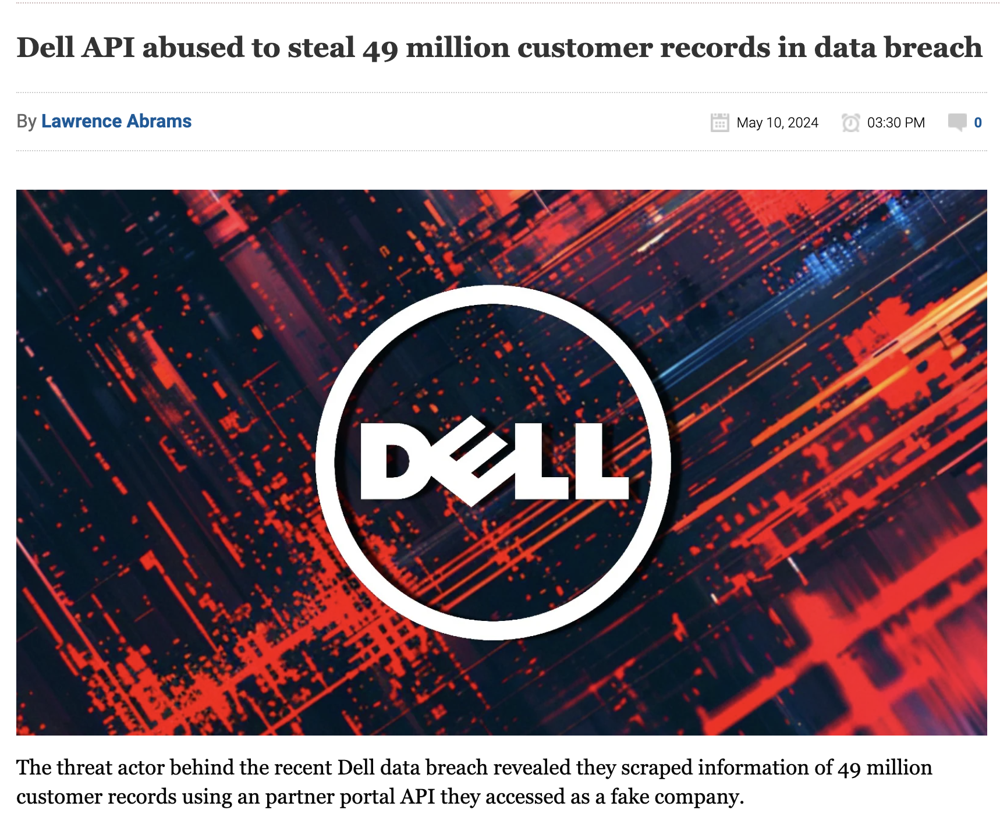 Dell API abused to steal 49 million customer records in data breach
By Lawrence Abrams May 10, 2024 03:30 PM 0
DELL
The threat actor behind the recent Dell data breach revealed they scraped information of 49 million
customer records using an partner portal API they accessed as a fake company.